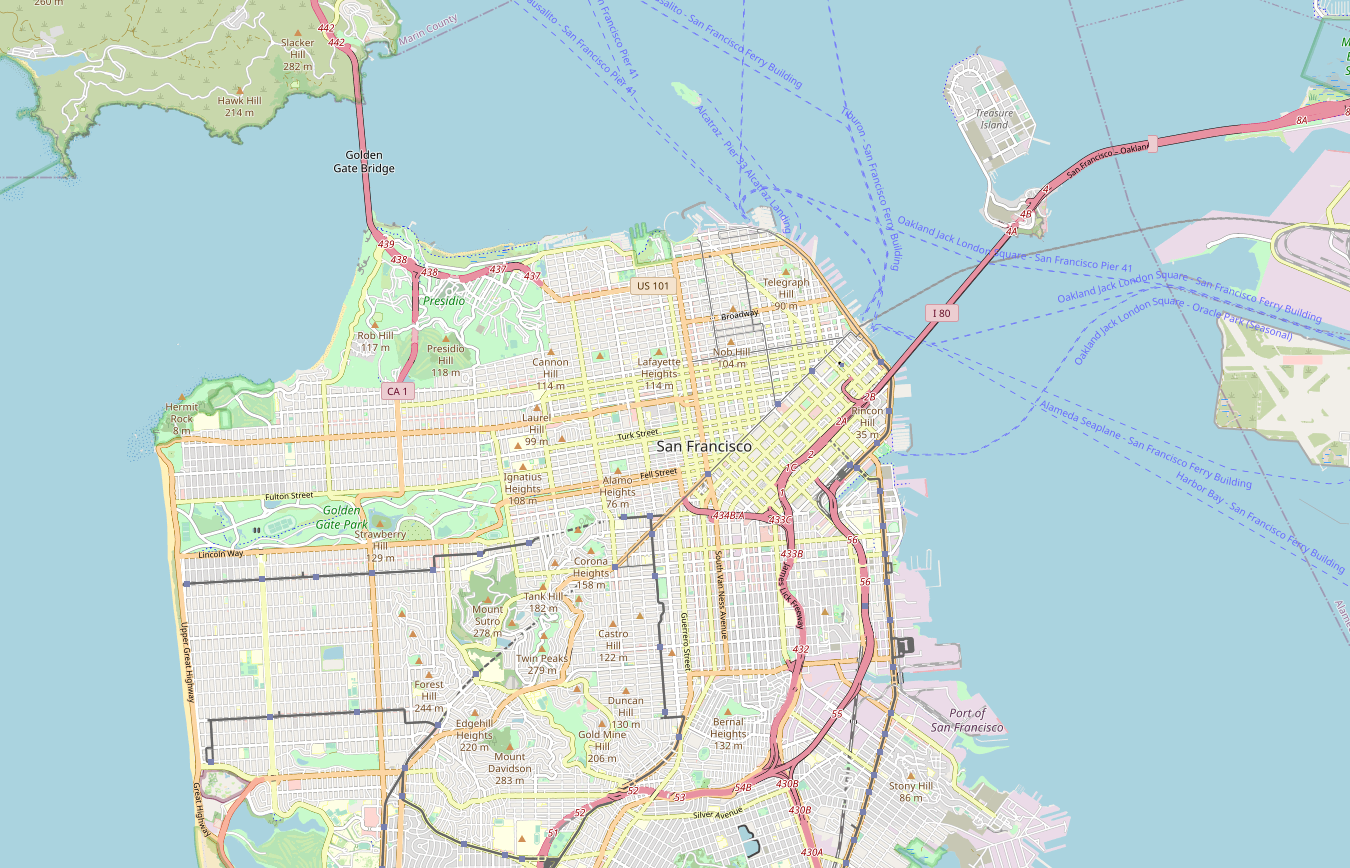 260 m
442
442
Marin County
Slacker
Hill
282 m
Hawk Hill
214 m
Golden
Gate Bridge
Sausalito - San Francisco Pier 41
San Francisco Pier 41
Sausalito - San Francisco Ferry Building
Alcatraz - Pier 33 Alcatraz Landing
Tiburon - San Francisco Ferry Building
Treasure
Island
San Francisco - Oakland
8A
4
4B
4A
Oakland Jack London Square - San Francisco Pier 41
Oakland Jack London Square - San Francisco Ferry Building
Oakland Jack London Square - Oracle Park (Seasonal)
Alameda Seaplane - San Francisco Ferry Building
Harbor Bay - San Francisco Ferry Building
439
438
438
437
437
Presidio
US 101
I 80
CA 1
Telegraph
Hill
90 m
Broadway
Rob Hill
117 m
Presidio
Hill
118 m
Cannon
Hill
114 m
Lafayette
Heights
114 m
Nob Hill
104 m
Hermit
Rock
8 m
Laurel
Hill
99 m
Turk Street
San Francisco
2B
Rincon
Hill
35 m
2A
2
1C
1
Fell Street
Ignatius
Heights
108 m
Alamo
Heights
76 m
Fulton Street
Golden
Gate Park
Strawberry
Hill
129 m
Lincoln Way
434B-A
433C
433B
56
56
Corona
Heights
158 m
Tank Hill
182 m
Mount
Sutro
278 m
Castro
Hill
122 m
Twin Peaks
279 m
Guerrero Street
South Van Ness Avenue
James Lick Freeway
432
Upper Great Highway
Forest
Hill
244 m
Edgehill
Heights
220 m
Duncan
Hill
130 m
Gold Mine
Hill
206 m
Bernal
Heights
132 m
Mount
Davidson
283 m
55
Port of
San Francisco
Stony Hill
86 m
Great Highway
54B
53
52
52
51
430B
430B
430A
Silver Avenue